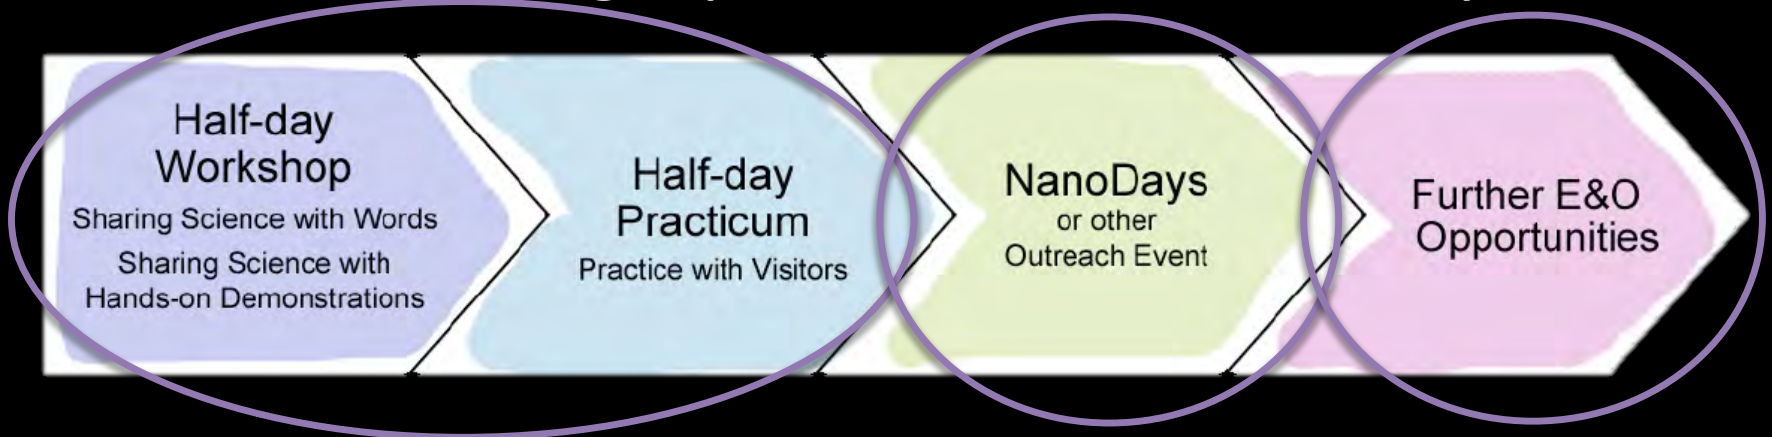 Half-day
Workshop
Sharing Science with Words
Sharing Science with
Hands-on Demonstrations
Half-day
Practicum
Practice with Visitors
NanoDays
or other
Outreach Event
Further E&O
Opportunities